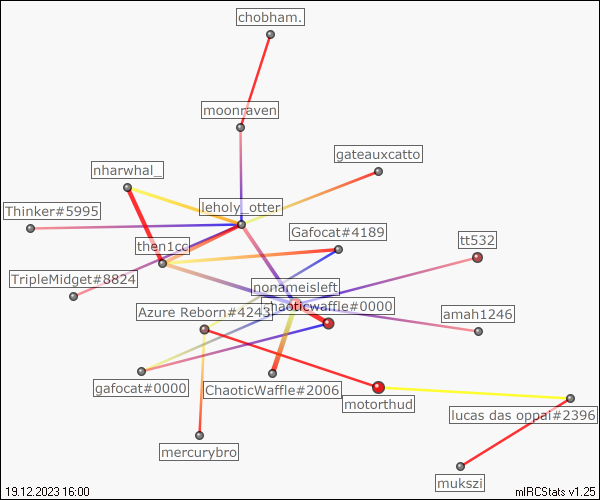 chobham.
moonraven
gateauxcatto
nharwhal_
Thinker#5995
leholy_otter
Gafocat#4189
then1cc
tt532
TripleMidget#8824
nonameisleft
Azure Reborn#4243
chaoticwaffle#0000
amah1246
gafocat#0000
ChaoticWaffle#2006
motorthud
lucas das oppai#2396
mercurybro
mukszi
19.12.2023 16:00
mIRCStats v1.25